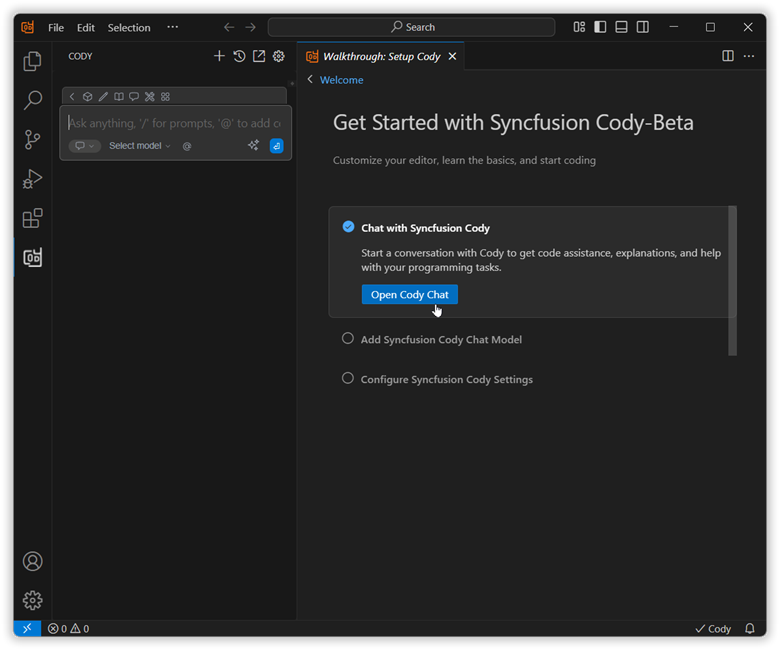 File Edit Selection ··· Search
CODY
Walkthrough: Setup Cody
Welcome
Ask anything, '/' for prompts, '@' to add co
Select model @
Get Started with Syncfusion Cody-Beta
Customize your editor, learn the basics, and start coding
Chat with Syncfusion Cody
Start a conversation with Cody to get code assistance, explanations, and help
with your programming tasks.
Open Cody Chat
Add Syncfusion Cody Chat Model
Configure Syncfusion Cody Settings
0 0 Cody